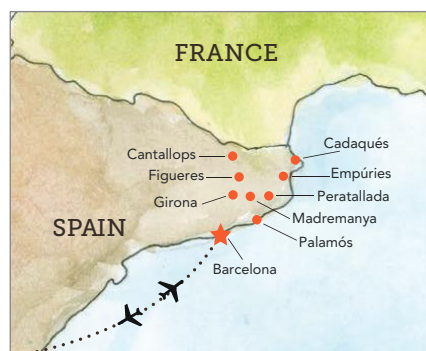 FRANCE
Cadaqués
Cantallops
Empúries
Figueres
Peratallada
Girona
Madremanya
SPAIN
Palamós
Barcelona